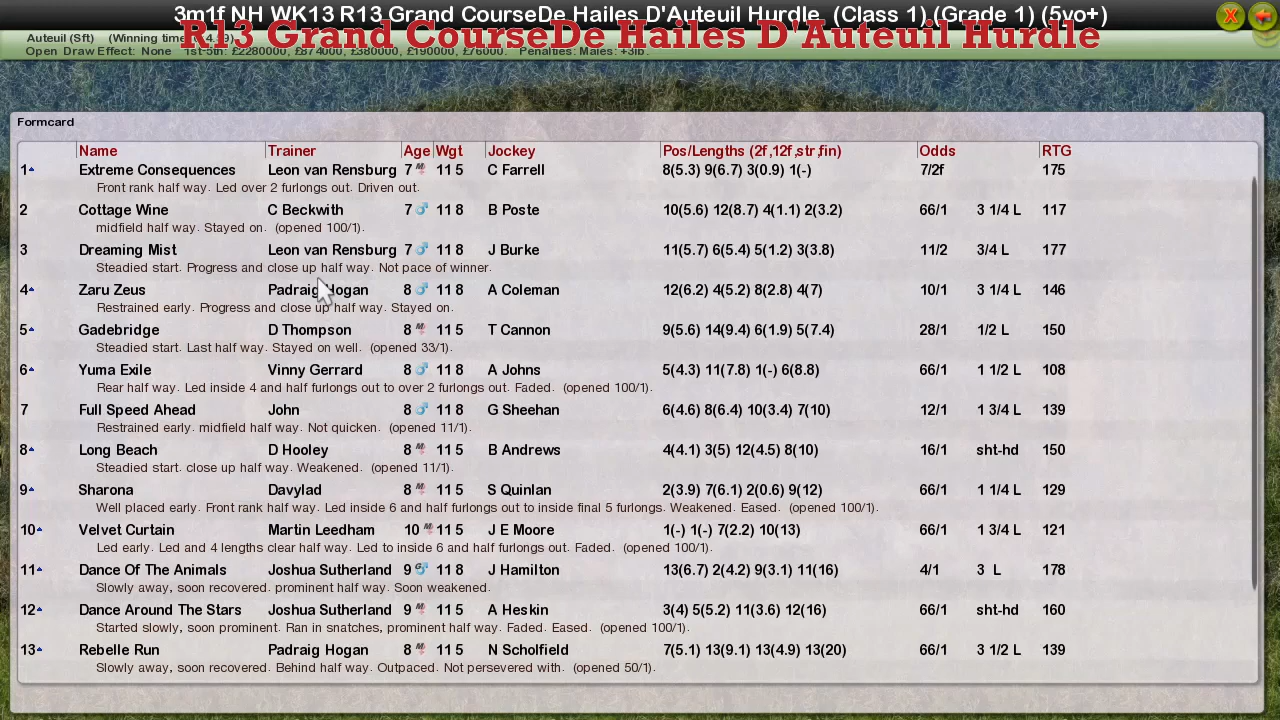 3m1f NH WK13 R13 Grand CourseDe Hailes D'Auteuil Hurdle (Class 1) (Grade 1) (5yo+)
R13 Grand CourseDe Hailes D'Auteuil Hurdle
Auteuil (Sft) (Winning time
Open Draw Effect: None 1st-5th: £2280000, £874000, £380000, £190000, £76000, Penalties: Males: +3lb.
Formcard
Name Trainer Age Wgt Jockey Pos/Lengths (2f,12f,str,fin) Odds RTG
1 Extreme Consequences Leon van Rensburg 7 11 5 C Farrell 8(5.3) 9(6.7) 3(0.9) 1(-) 7/2f 175
Front rank half way. Led over 2 furlongs out. Driven out.
2 Cottage Wine C Beckwith 7 11 8 B Poste 10(5.6) 12(8.7) 4(1.1) 2(3.2) 66/1 3 1/4 L 117
midfield half way. Stayed on. (opened 100/1).
3 Dreaming Mist Leon van Rensburg 7 11 8 J Burke 11(5.7) 6(5.4) 5(1.2) 3(3.8) 11/2 3/4 L 177
Steadied start. Progress and close up half way. Not pace of winner.
4 Zaru Zeus Padraig Hogan 8 11 8 A Coleman 12(6.2) 4(5.2) 8(2.8) 4(7) 10/1 3 1/4 L 146
Restrained early. Progress and close up half way. Stayed on.
5 Gadebridge D Thompson 8 11 5 T Cannon 9(5.6) 14(9.4) 6(1.9) 5(7.4) 28/1 1/2 L 150
Steadied start. Last half way. Stayed on well. (opened 33/1).
6 Yuma Exile Vinny Gerrard 8 11 8 A Johns 5(4.3) 11(7.8) 1(-) 6(8.8) 66/1 1 1/2 L 108
Rear half way. Led inside 4 and half furlongs out to over 2 furlongs out. Faded. (opened 100/1).
7 Full Speed Ahead John 8 11 8 G Sheehan 6(4.6) 8(6.4) 10(3.4) 7(10) 12/1 1 3/4 L 139
Restrained early. midfield half way. Not quicken. (opened 11/1).
8 Long Beach D Hooley 8 11 5 B Andrews 4(4.1) 3(5) 12(4.5) 8(10) 16/1 sht-hd 150
Steadied start. close up half way. Weakened. (opened 11/1).
9 Sharona Davylad 8 11 5 S Quinlan 2(3.9) 7(6.1) 2(0.6) 9(12) 66/1 1 1/4 L 129
Well placed early. Front rank half way. Led inside 6 and half furlongs out to inside final 5 furlongs. Weakened. Eased. (opened 100/1).
10 Velvet Curtain Martin Leedham 10 11 5 J E Moore 1(-) 1(-) 7(2.2) 10(13) 66/1 1 3/4 L 121
Led early. Led and 4 lengths clear half way. Led to inside 6 and half furlongs out. Faded. (opened 100/1).
11 Dance Of The Animals Joshua Sutherland 9 11 8 J Hamilton 13(6.7) 2(4.2) 9(3.1) 11(16) 4/1 3 L 178
Slowly away, soon recovered. prominent half way. Soon weakened.
12 Dance Around The Stars Joshua Sutherland 9 11 5 A Heskin 3(4) 5(5.2) 11(3.6) 12(16) 66/1 sht-hd 160
Started slowly, soon prominent. Ran in snatches, prominent half way. Faded. Eased. (opened 100/1).
13 Rebelle Run Padraig Hogan 8 11 5 N Scholfield 7(5.1) 13(9.1) 13(4.9) 13(20) 66/1 3 1/2 L 139
Slowly away, soon recovered. Behind half way. Outpaced. Not persevered with. (opened 50/1).